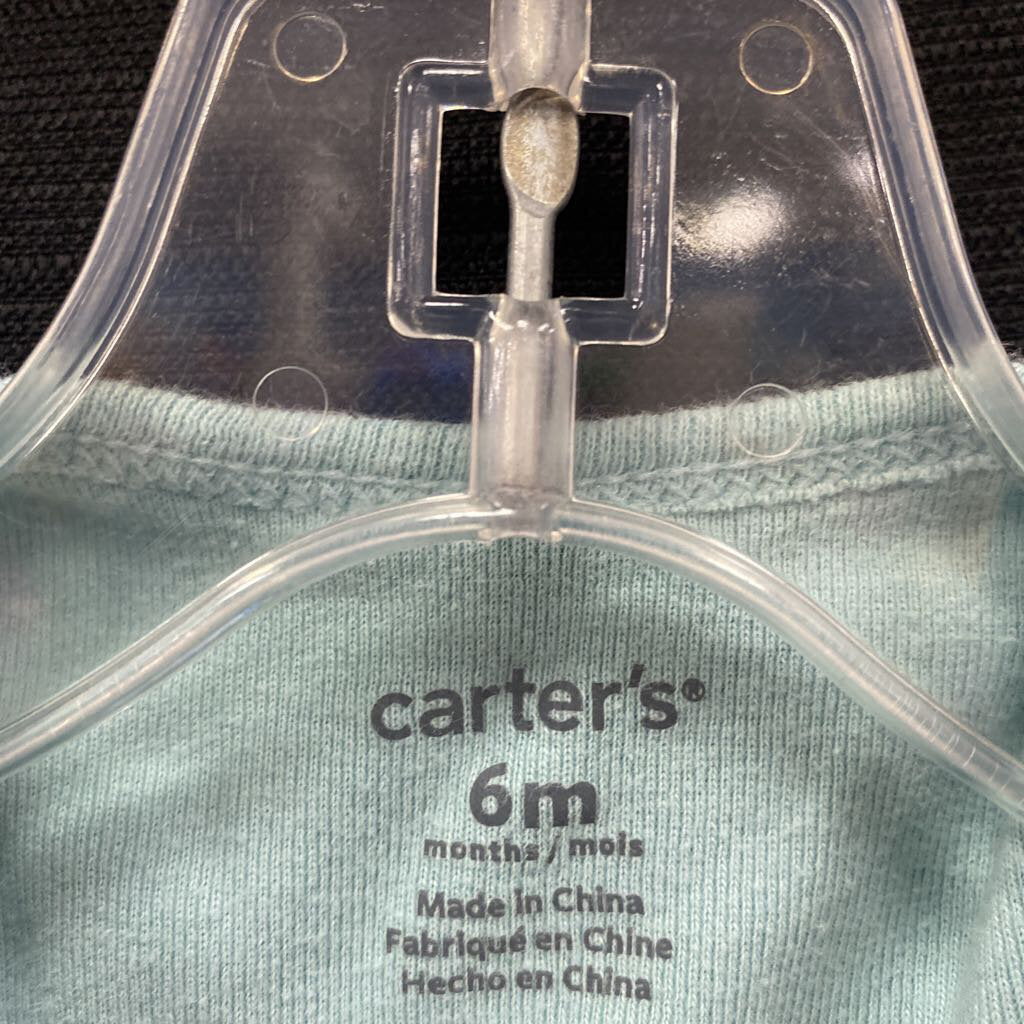 carter's®
6m
months / mois
Made in China
Fabriqué en Chine
Hecho en China